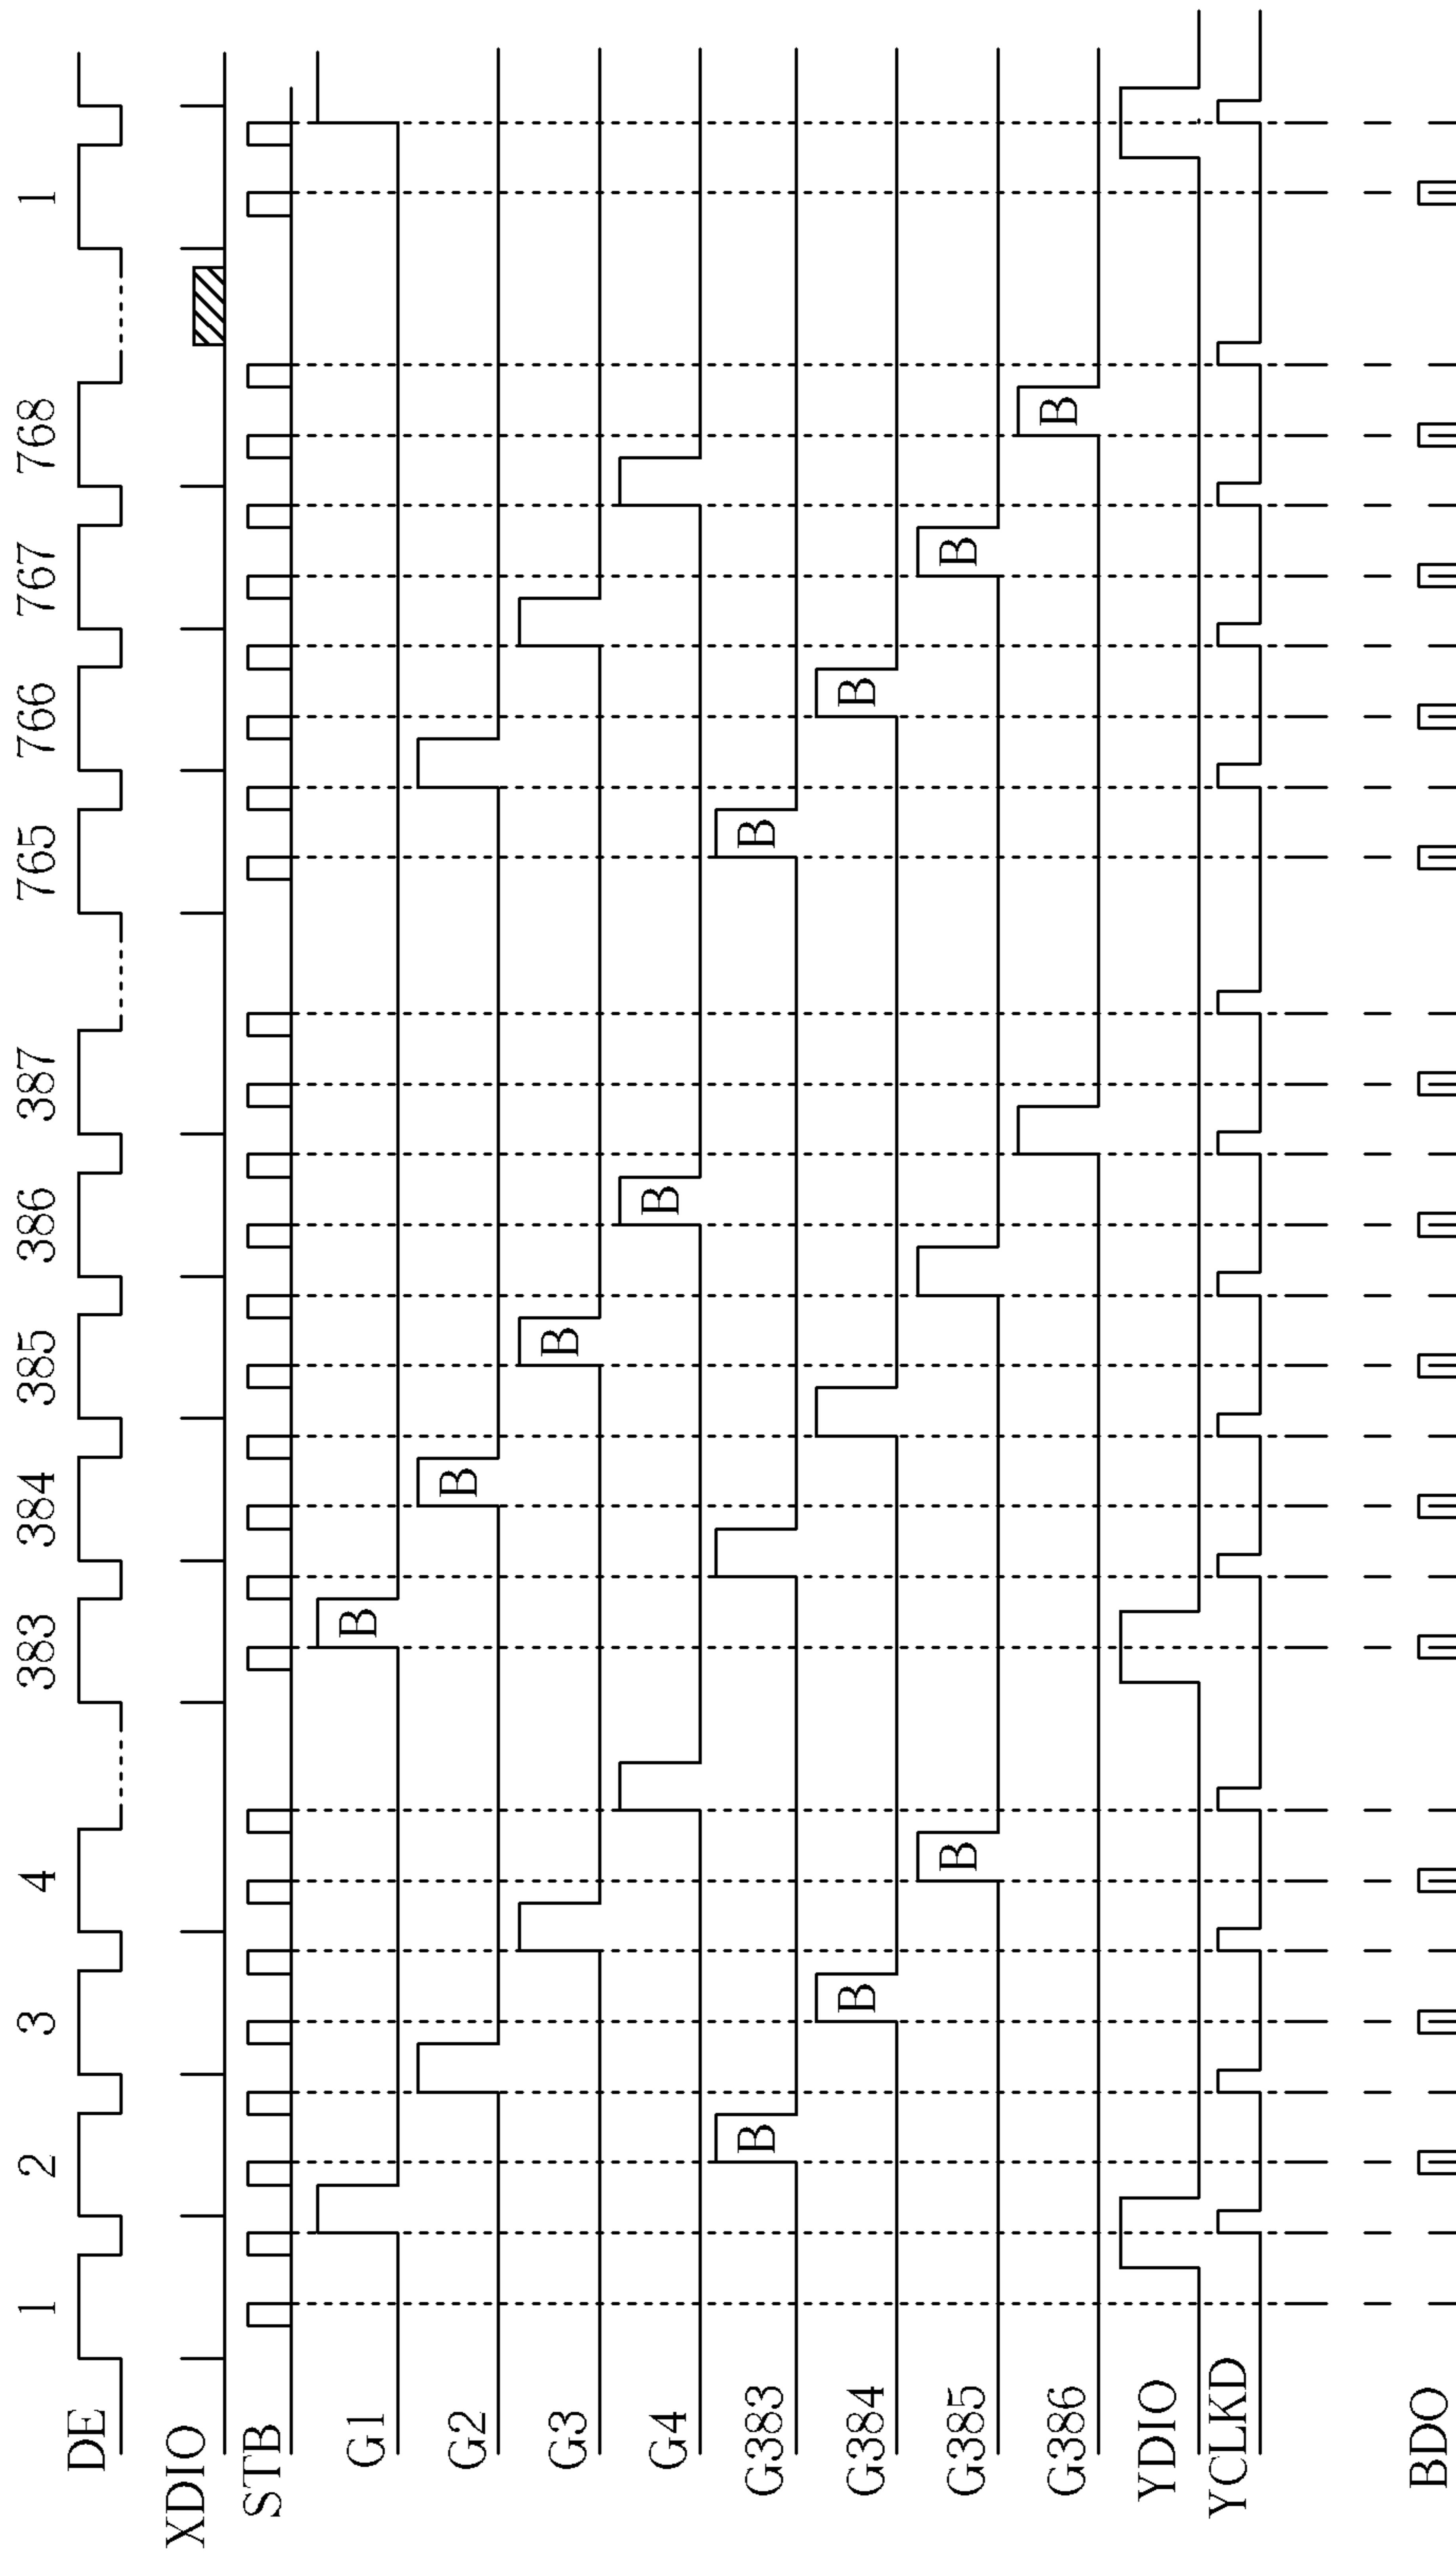 1 2 3 4 383 384 385 386 387 765 766 767 768 1
DE
XDIO
STB
G1 B
G2 B
G3 B
G4 B
G383 B B
G384 B B
G385 B B
G386 B
YDIO
YCLKD
BDO